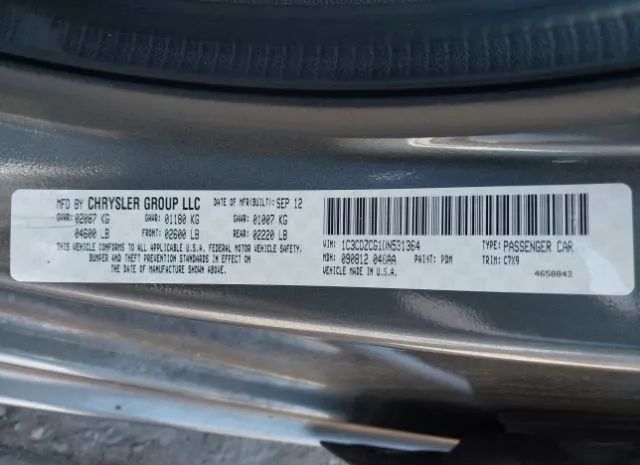 MFD BY CHRYSLER GROUP LLC DATE OF MFR(BUILT): SEP 12
GVWR: 02087 KG GAWR: 01180 KG GAWR: 01007 KG
04600 LB FRONT: 02600 LB REAR: 02220 LB
THIS VEHICLE CONFORMS TO ALL APPLICABLE U.S.A. FEDERAL MOTOR VEHICLE SAFETY,
BUMPER AND THEFT PREVENTION STANDARDS IN EFFECT
ON THE DATE OF MANUFACTURE SHOWN ABOVE
VIN: 1C3CDZCG1DN531364 TYPE: PASSENGER CAR
MDH: 090812 046AA PAINT: PDM TRIM: C7X9
VEHICLE MADE IN U.S.A.
4658843